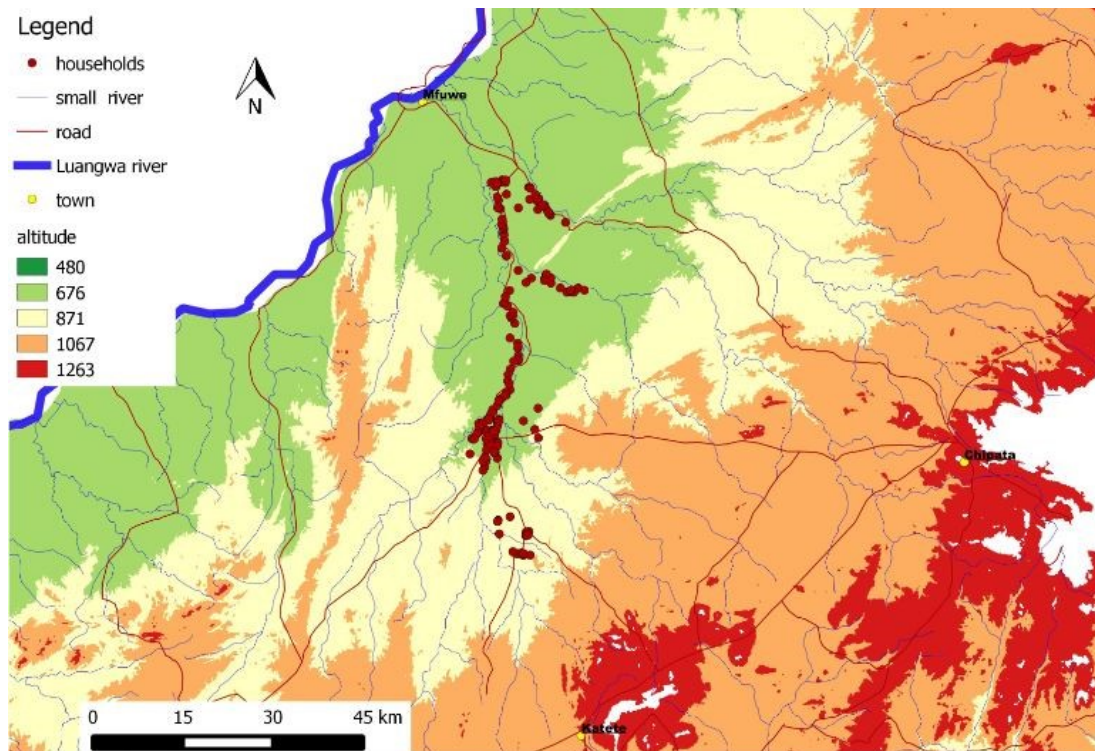 Legend
households
small river
road
Luangwa river
town
altitude
480
676
871
1067
1263
N
Mfuwe
Chipata
Katete
0 15 30 45 km